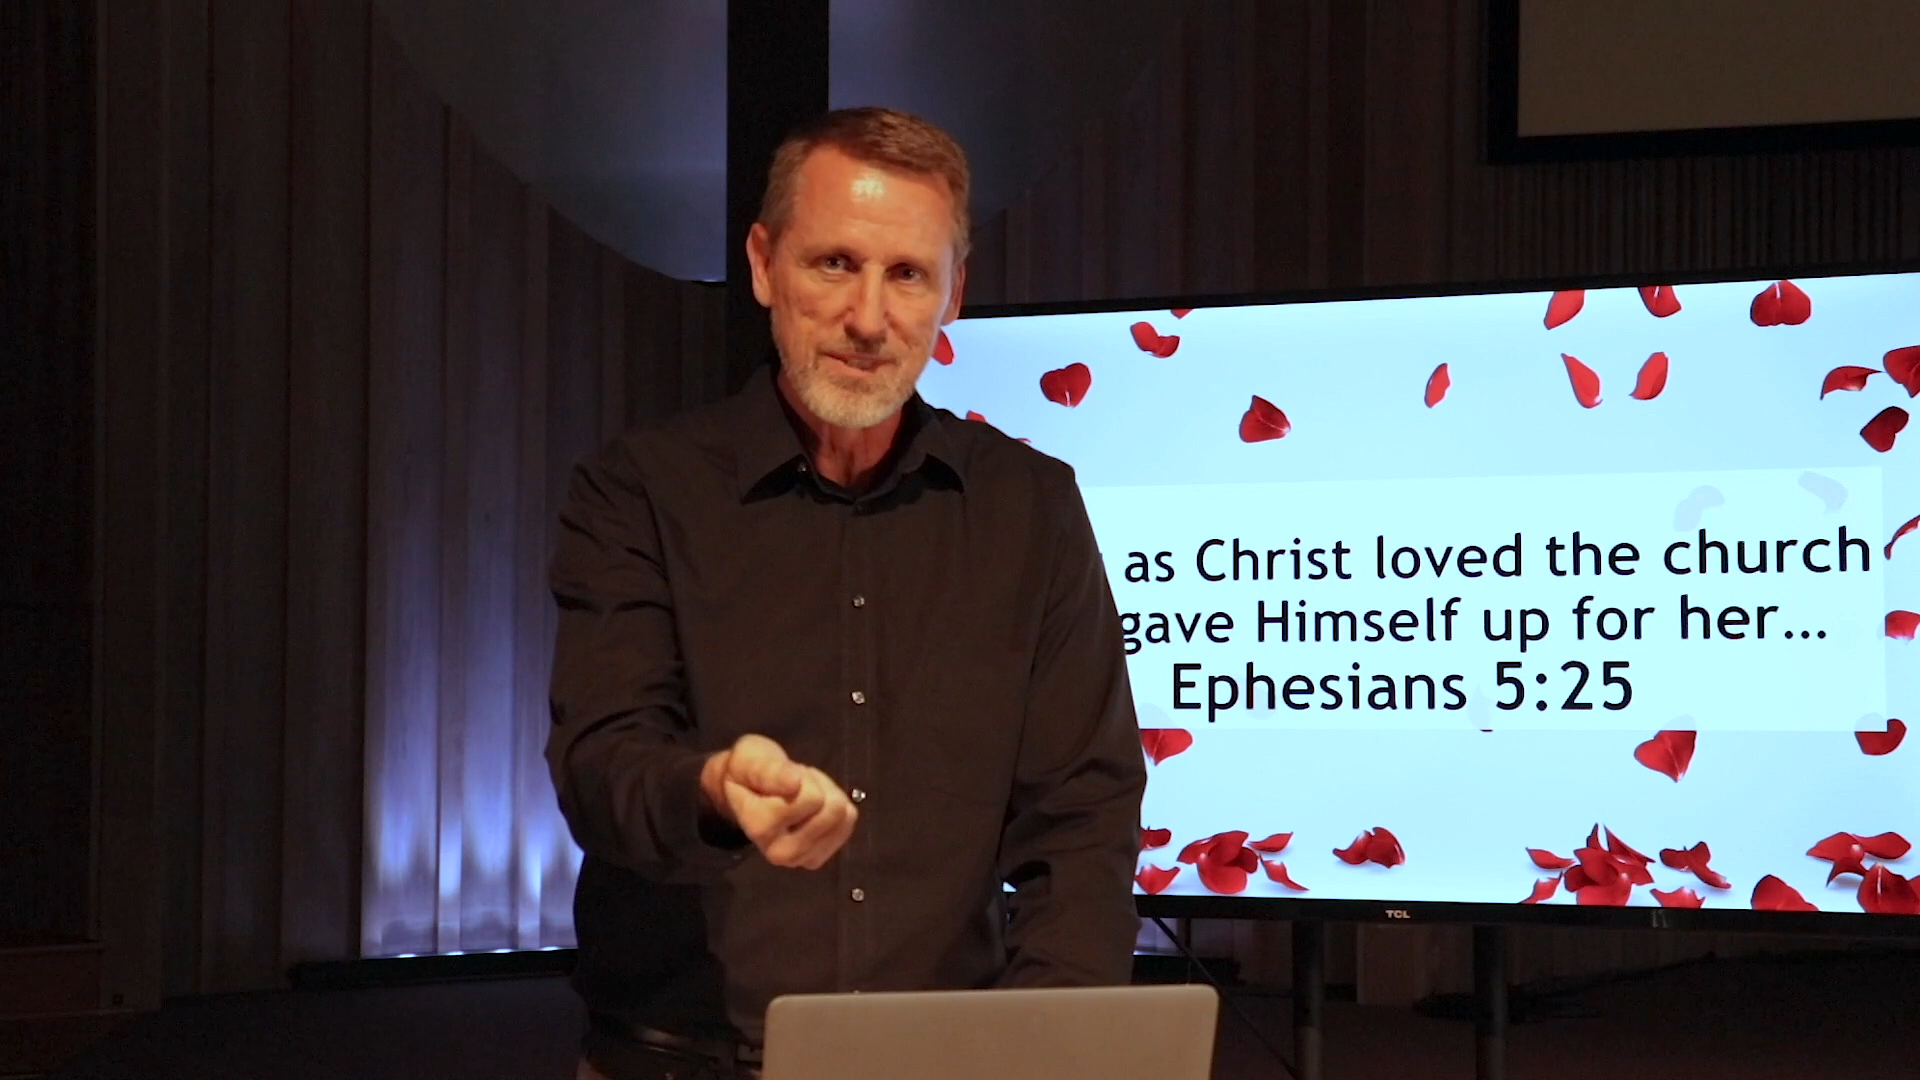 as Christ loved the church
gave Himself up for her...
Ephesians 5:25
TCL